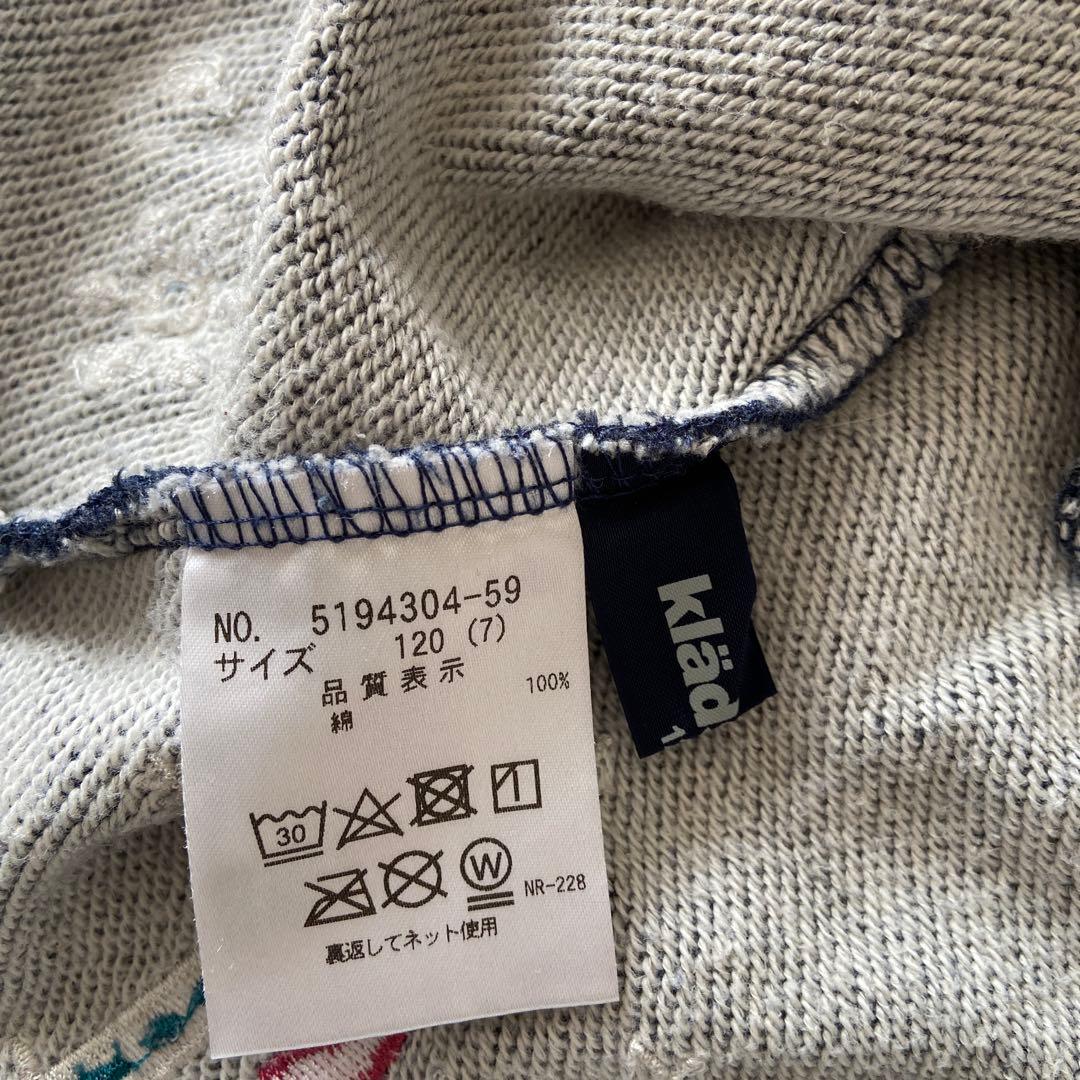 NO. 5194304-59
サイズ 120 (7)
品質表示
綿 100%
30
W
NR-228
裏返してネット使用
kläd
1